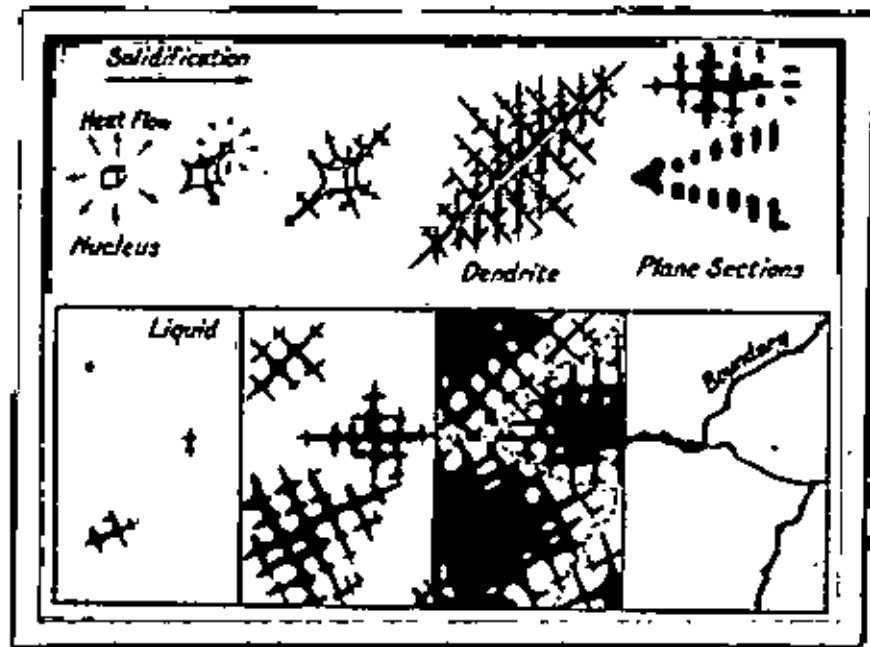 Solidification
Heat Flow
Nucleus
Dendrite
Plane Sections
Liquid
Boundary